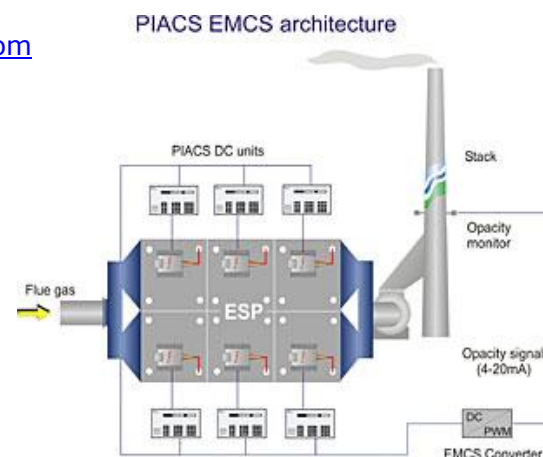 PIACS EMCS architecture
om
PIACS DC units
Stack
Opacity
monitor
Flue gas
ESP
Opacity signal
(4-20mA)
DC
PWM
EMCS Converter